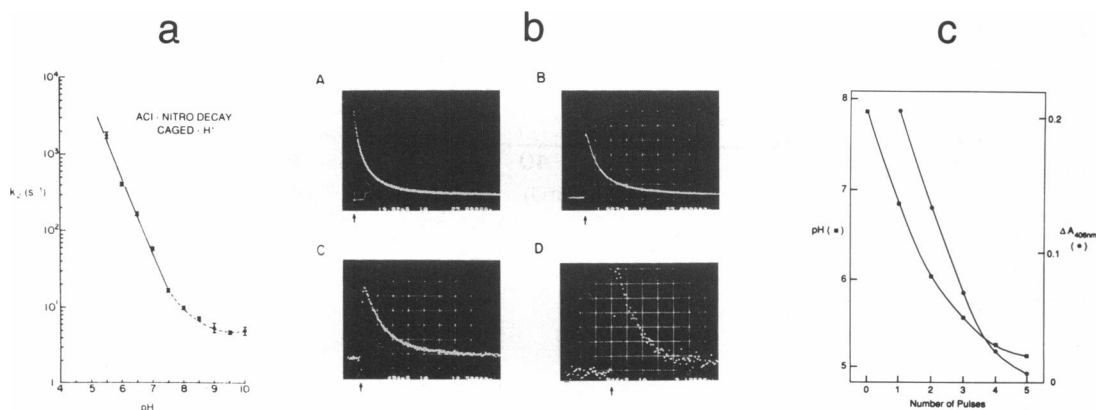 a
b
c
ACI - NITRO DECAY
CAGED - H⁺
k₂ (s⁻¹)
10⁴
10³
10²
10¹
1
4
5
6
7
8
9
10
pH
A
B
C
D
8
7
6
5
pH (■)
0.2
0.1
0
ΔA406nm
(●)
0
1
2
3
4
5
Number of Pulses